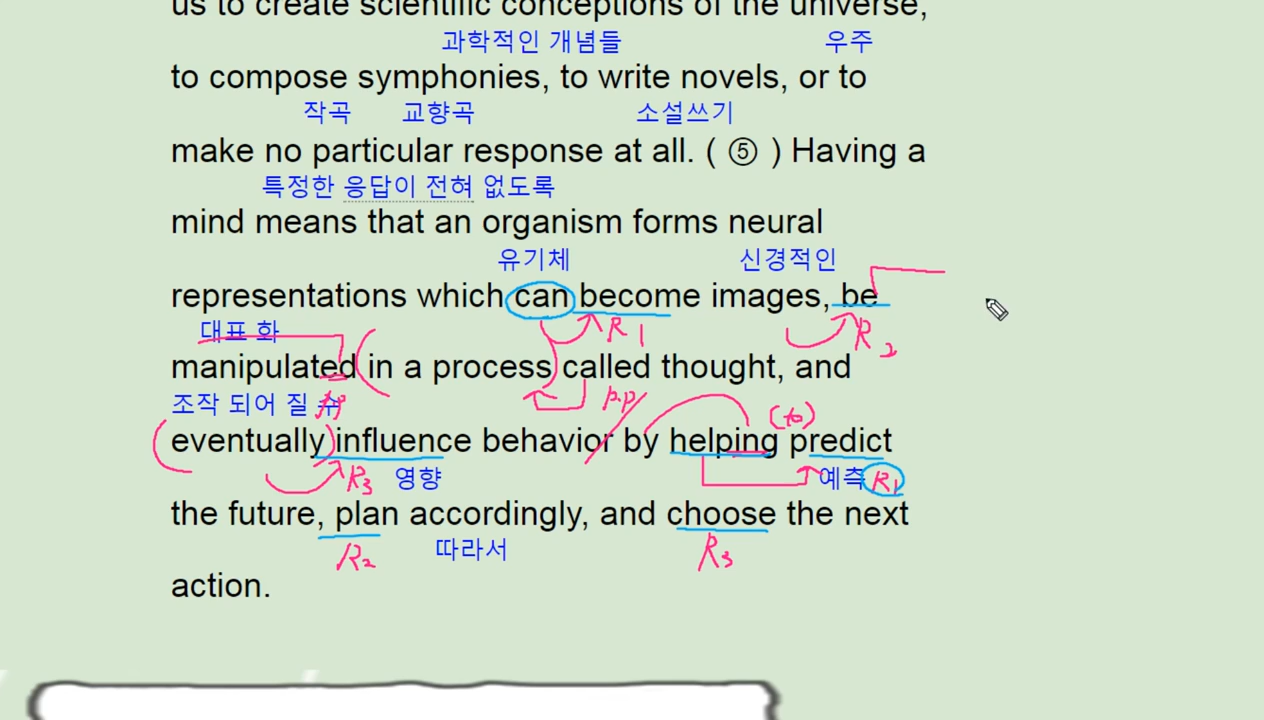 us to create scientific conceptions of the universe,
과학적인 개념들 우주
to compose symphonies, to write novels, or to
작곡 교향곡 소설쓰기
make no particular response at all. ( ⑤ ) Having a
특정한 응답이 전혀 없도록
mind means that an organism forms neural
유기체 신경적인
representations which can become images, be
대표 화 R1 R2
manipulated (in a process) called thought, and
조작 되어 질 수 pp p.p (to)
(eventually) influence behavior / by helping predict
R3 영향 예측 R1
the future, plan accordingly, and choose the next
R2 따라서 R3
action.